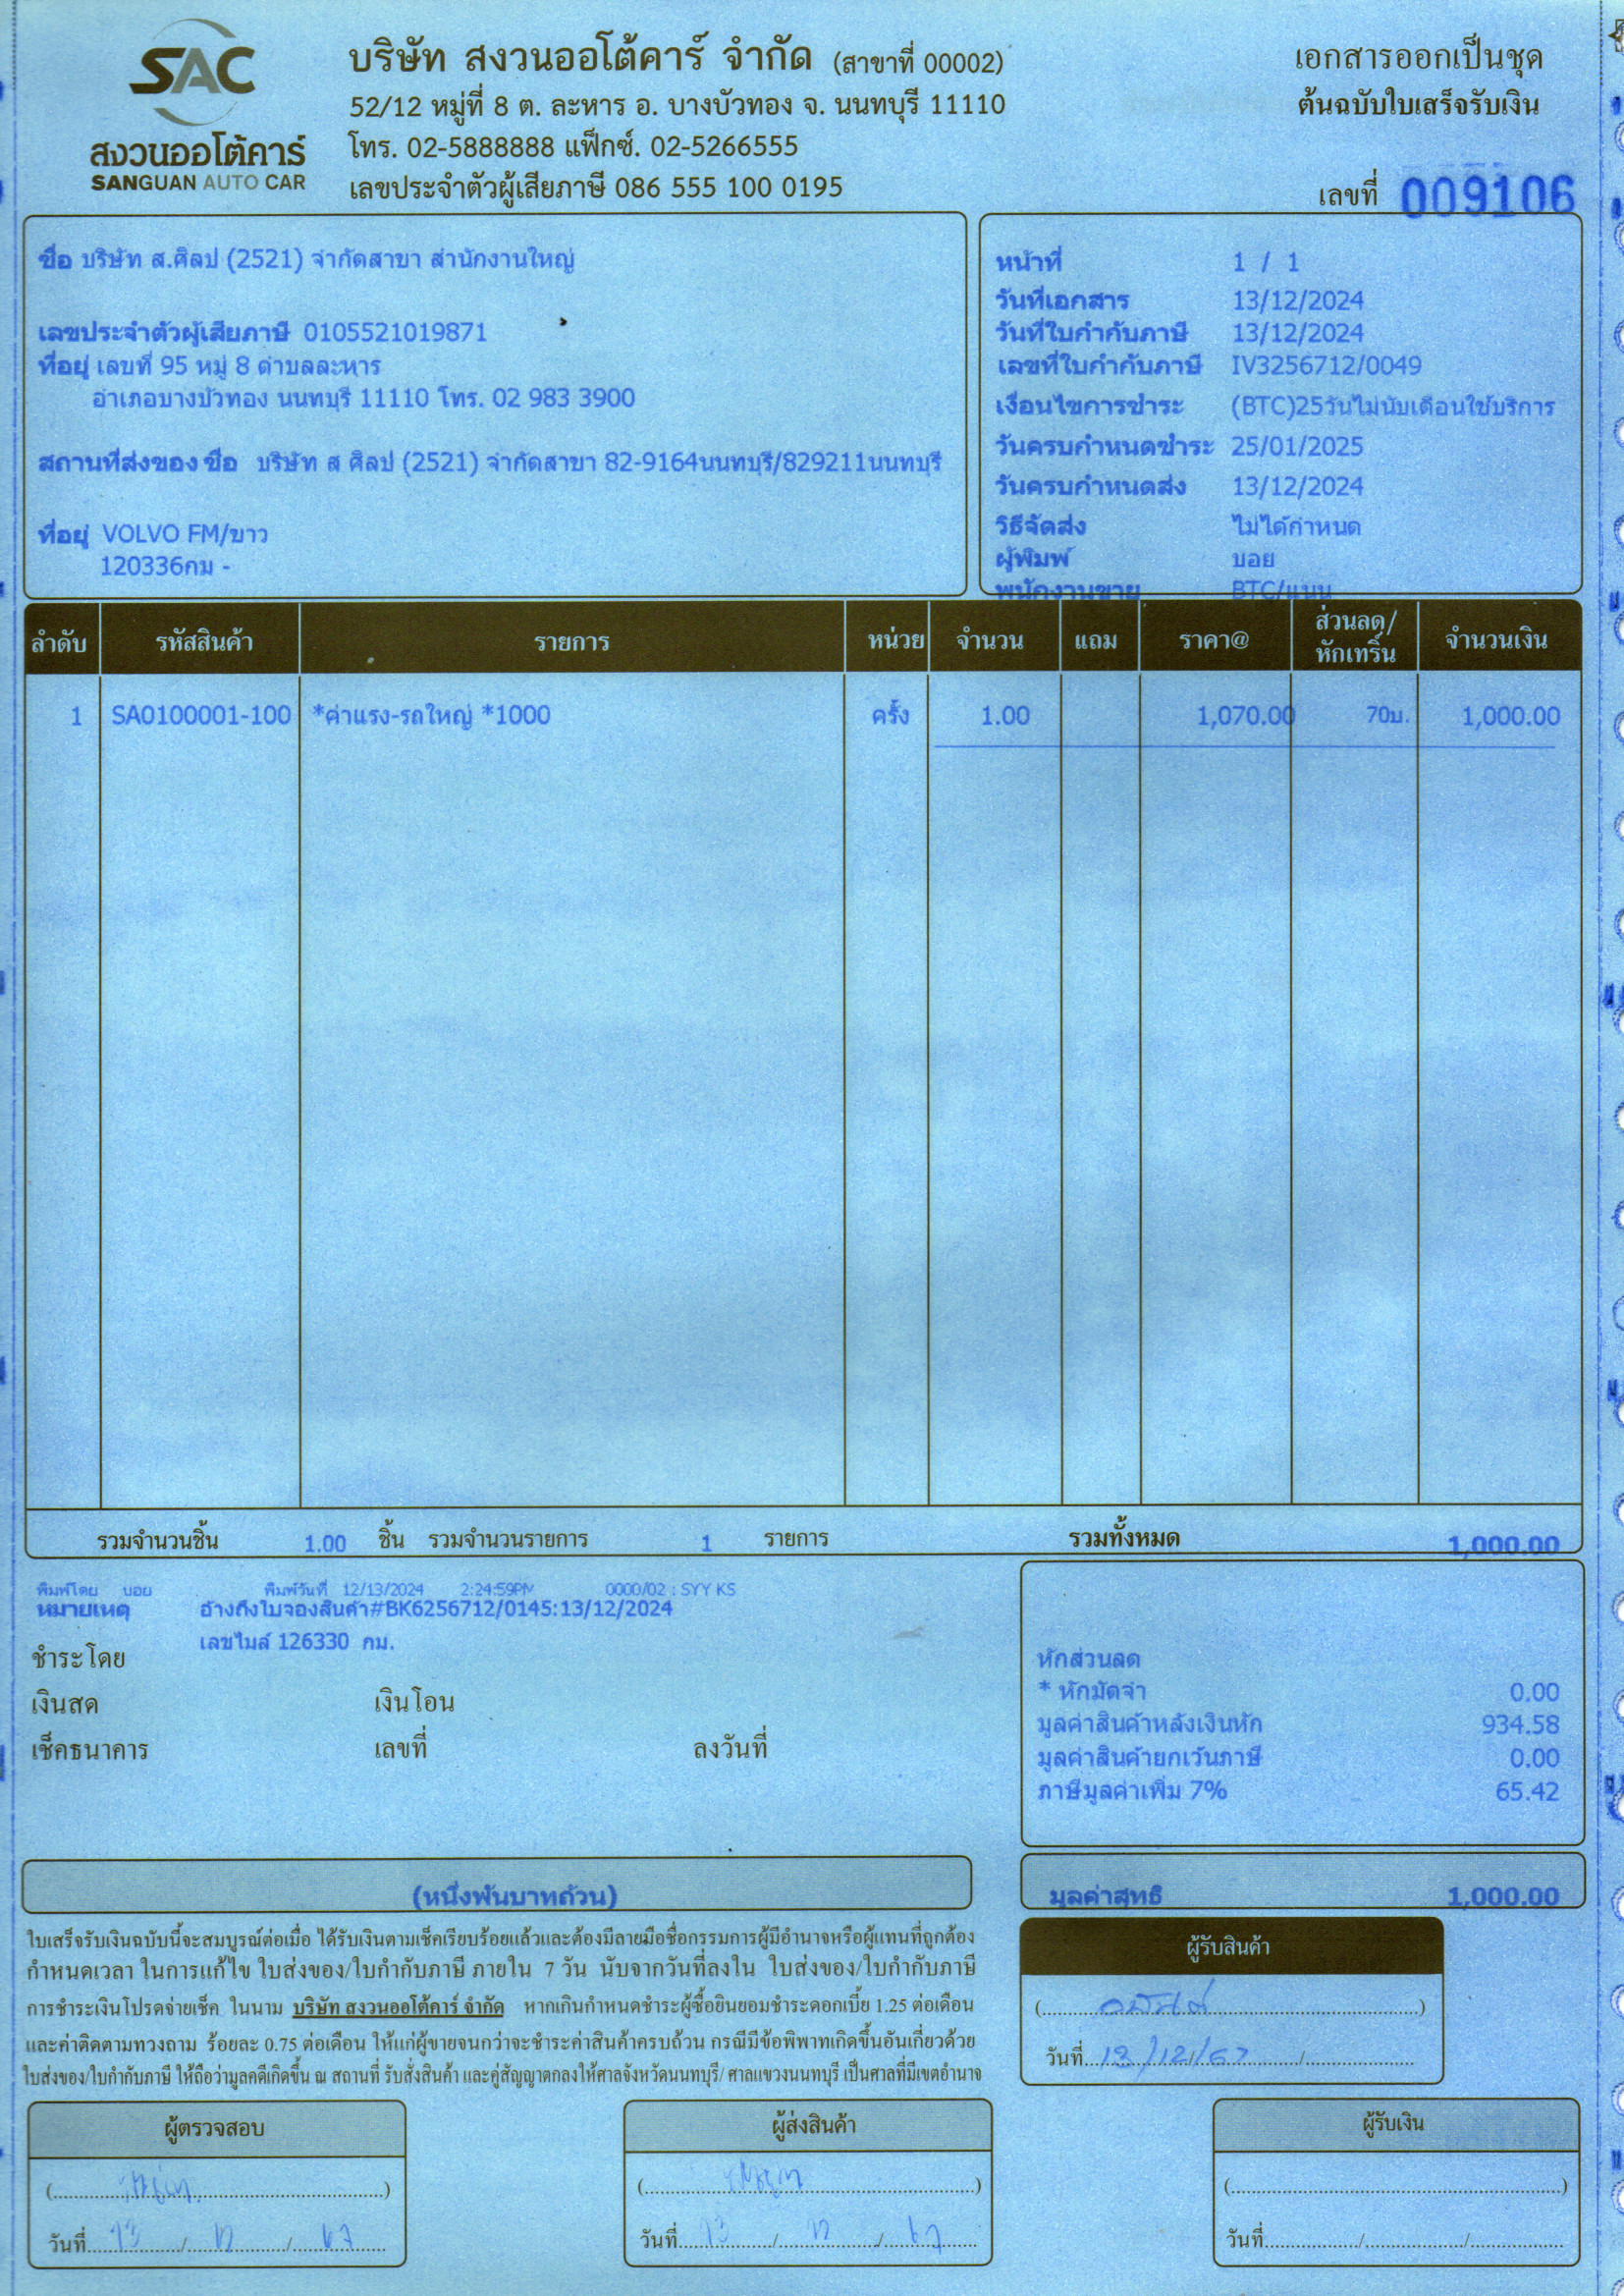 SAC
สงวนออโต้คาร์
SANGUAN AUTO CAR
บริษัท สงวนออโต้คาร์ จำกัด (สาขาที่ 00002)
52/12 หมู่ที่ 8 ต. ละหาร อ. บางบัวทอง จ. นนทบุรี 11110
โทร. 02-5888888 แฟ็กซ์. 02-5266555
เลขประจำตัวผู้เสียภาษี 086 555 100 0195
เอกสารออกเป็นชุด
ต้นฉบับใบเสร็จรับเงิน
เลขที่ 009106
ชื่อ บริษัท ส.ศิลป (2521) จำกัดสาขา สำนักงานใหญ่
เลขประจำตัวผู้เสียภาษี 0105521019871
ที่อยู่ เลขที่ 95 หมู่ 8 ตำบลละหาร
อำเภอบางบัวทอง นนทบุรี 11110 โทร. 02 983 3900
สถานที่ส่งของ ชื่อ บริษัท ส ศิลป (2521) จำกัดสาขา 82-9164นนทบุรี/829211นนทบุรี
ที่อยู่ VOLVO FM/ขาว
120336กม -
หน้าที่ 1 / 1
วันที่เอกสาร 13/12/2024
วันที่ใบกำกับภาษี 13/12/2024
เลขที่ใบกำกับภาษี IV3256712/0049
เงื่อนไขการชำระ (BTC)25วันไม่นับเดือนใช้บริการ
วันครบกำหนดชำระ 25/01/2025
วันครบกำหนดส่ง 13/12/2024
วิธีจัดส่ง ไม่ได้กำหนด
ผู้พิมพ์ บอย
พนักงานขาย BTC/แนน
ลำดับ รหัสสินค้า รายการ หน่วย จำนวน แถม ราคา@ ส่วนลด/หักเทริ์น จำนวนเงิน
1 SA0100001-100 *ค่าแรง-รถใหญ่ *1000 ครั้ง 1.00 1,070.00 70บ. 1,000.00
รวมจำนวนชิ้น 1.00 ชิ้น รวมจำนวนรายการ 1 รายการ รวมทั้งหมด 1,000.00
พิมพ์โดย บอย พิมพ์วันที่ 12/13/2024 2:24:59PM 0000/02 : SYY KS
หมายเหตุ อ้างถึงใบจองสินค้า#BK6256712/0145:13/12/2024
เลขไมล์ 126330 กม.
ชำระโดย
เงินสด เงินโอน
เช็คธนาคาร เลขที่ ลงวันที่
หักส่วนลด
* หักมัดจำ 0.00
มูลค่าสินค้าหลังเงินหัก 934.58
มูลค่าสินค้ายกเว้นภาษี 0.00
ภาษีมูลค่าเพิ่ม 7% 65.42
(หนึ่งพันบาทถ้วน)
มูลค่าสุทธิ 1,000.00
ใบเสร็จรับเงินฉบับนี้จะสมบูรณ์ต่อเมื่อ ได้รับเงินตามเช็คเรียบร้อยแล้วและต้องมีลายมือชื่อกรรมการผู้มีอำนาจหรือผู้แทนที่ถูกต้อง
กำหนดเวลา ในการแก้ไข ใบส่งของ/ใบกำกับภาษี ภายใน 7 วัน นับจากวันที่ลงใน ใบส่งของ/ใบกำกับภาษี
การชำระเงินโปรดจ่ายเช็ค ในนาม บริษัท สงวนออโต้คาร์ จำกัด หากเกินกำหนดชำระผู้ซื้อยินยอมชำระดอกเบี้ย 1.25 ต่อเดือน
และค่าติดตามทวงถาม ร้อยละ 0.75 ต่อเดือน ให้แก่ผู้ขายจนกว่าจะชำระค่าสินค้าครบถ้วน กรณีมีข้อพิพาทเกิดขึ้นอันเกี่ยวด้วย
ใบส่งของ/ใบกำกับภาษี ให้ถือว่ามูลคดีเกิดขึ้น ณ สถานที่ รับสั่งสินค้า และคู่สัญญาตกลงให้ศาลจังหวัดนนทบุรี/ ศาลแขวงนนทบุรี เป็นศาลที่มีเขตอำนาจ
ผู้รับสินค้า
วันที่ 13/12/67
ผู้ตรวจสอบ
วันที่ 13 / 12 / 67
ผู้ส่งสินค้า
วันที่ 13 / 12 / 67
ผู้รับเงิน
วันที่